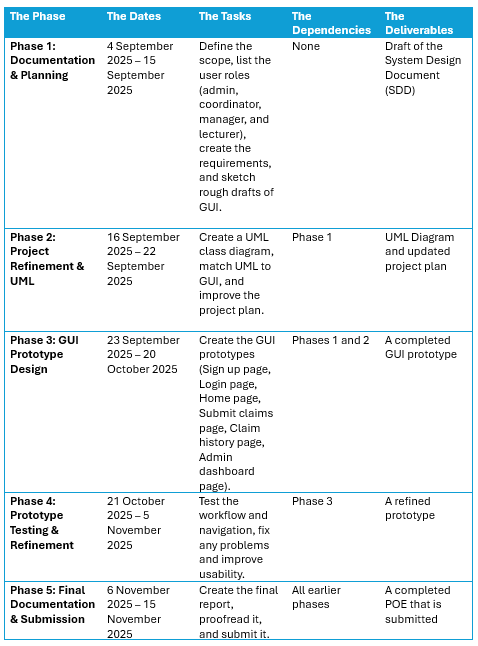 The Phase
The Dates
The Tasks
The
Dependencies
The
Deliverables
Phase 1:
Documentation
& Planning
4 September
2025 – 15
September
2025
Define the
scope, list the
user roles
(admin,
coordinator,
manager, and
lecturer),
create the
requirements,
and sketch
rough drafts of
GUI.
None
Draft of the
System Design
Document
(SDD)
Phase 2:
Project
Refinement &
UML
16 September
2025 – 22
September
2025
Create a UML
class diagram,
match UML to
GUI, and
improve the
project plan.
Phase 1
UML Diagram
and updated
project plan
Phase 3: GUI
Prototype
Design
23 September
2025 – 20
October 2025
Create the GUI
prototypes
(Sign up page,
Login page,
Home page,
Submit claims
page, Claim
history page,
Admin
dashboard
page).
Phases 1 and 2
A completed
GUI prototype
Phase 4:
Prototype
Testing &
Refinement
21 October
2025 – 5
November
2025
Test the
workflow and
navigation, fix
any problems
and improve
usability.
Phase 3
A refined
prototype
Phase 5: Final
Documentation
& Submission
6 November
2025 – 15
November
2025
Create the final
report,
proofread it,
and submit it.
All earlier
phases
A completed
POE that is
submitted